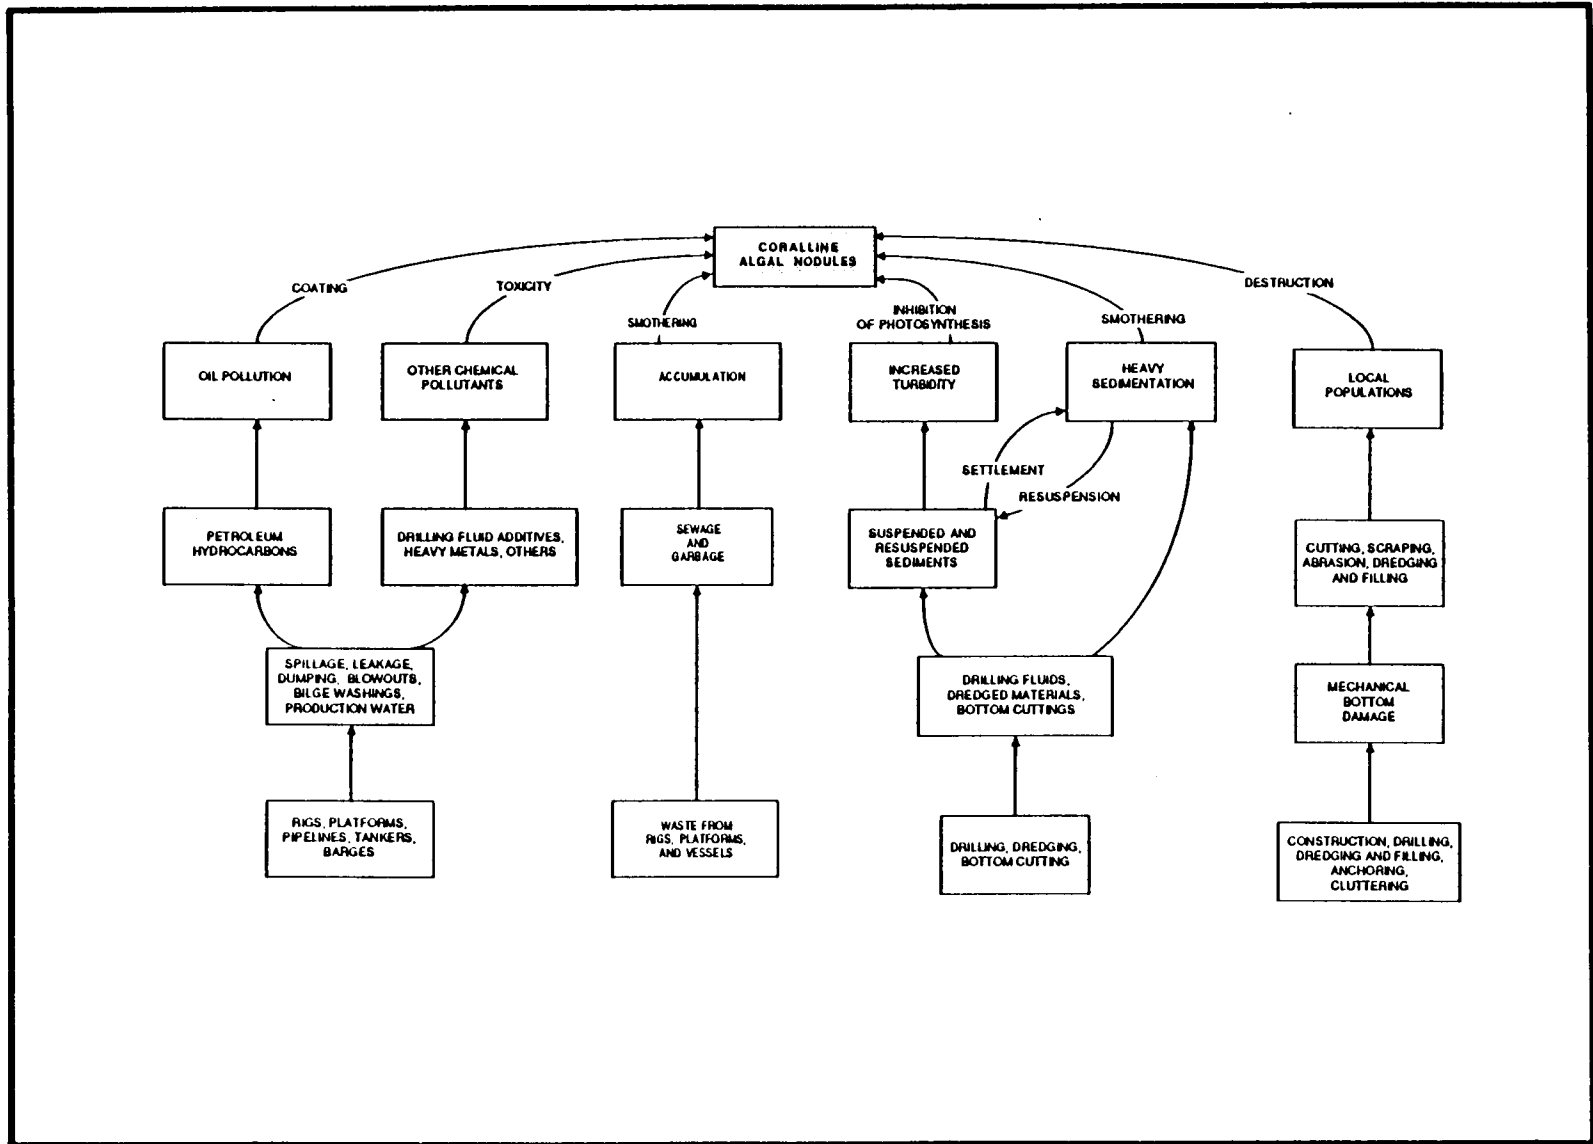 CORALLINE
ALGAL NODULES
COATING
TOXICITY
SMOTHERING
INHIBITION
OF PHOTOSYNTHESIS
SMOTHERING
DESTRUCTION
OIL POLLUTION
OTHER CHEMICAL
POLLUTANTS
ACCUMULATION
INCREASED
TURBIDITY
HEAVY
SEDIMENTATION
LOCAL
POPULATIONS
SETTLEMENT
RESUSPENSION
PETROLEUM
HYDROCARBONS
DRILLING FLUID ADDITIVES,
HEAVY METALS, OTHERS
SEWAGE
AND
GARBAGE
SUSPENDED AND
RESUSPENDED
SEDIMENTS
CUTTING, SCRAPING,
ABRASION, DREDGING
AND FILLING
SPILLAGE, LEAKAGE,
DUMPING, BLOWOUTS,
BILGE WASHINGS,
PRODUCTION WATER
DRILLING FLUIDS,
DREDGED MATERIALS,
BOTTOM CUTTINGS
MECHANICAL
BOTTOM
DAMAGE
RIGS, PLATFORMS,
PIPELINES, TANKERS,
BARGES
WASTE FROM
RIGS, PLATFORMS,
AND VESSELS
DRILLING, DREDGING,
BOTTOM CUTTING
CONSTRUCTION, DRILLING,
DREDGING AND FILLING,
ANCHORING,
CLUTTERING